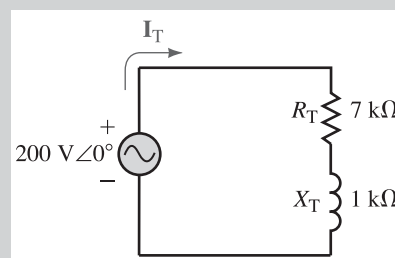 I_T
R_T 7 kΩ
+
200 V∠0°
−
X_T 1 kΩ